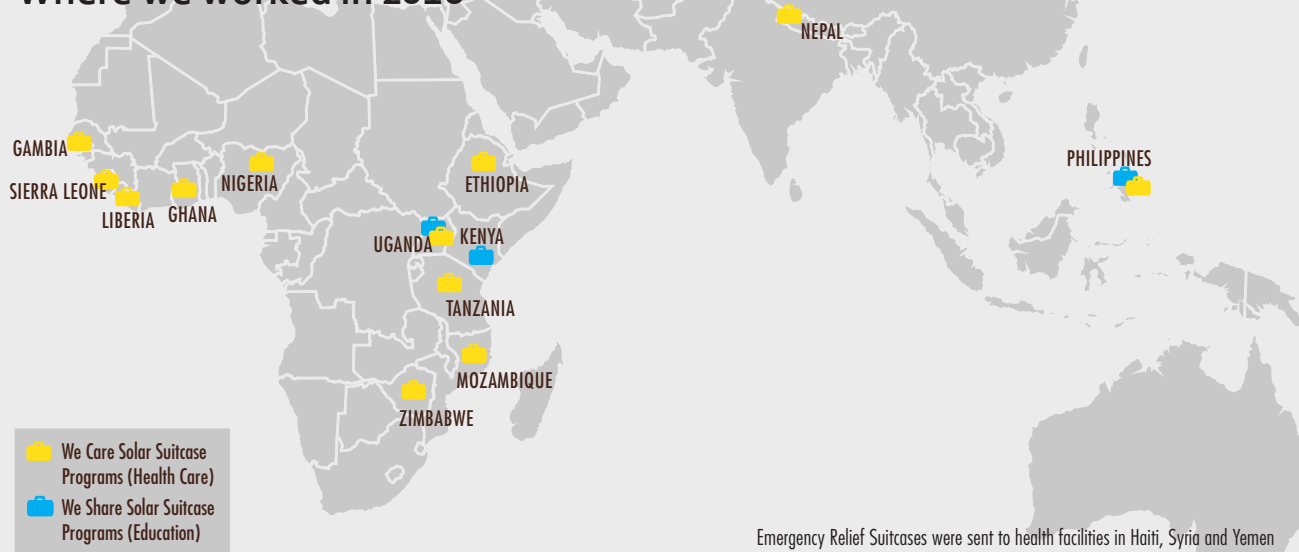 NEPAL
PHILIPPINES
GAMBIA
SIERRA LEONE
LIBERIA
GHANA
NIGERIA
ETHIOPIA
UGANDA
KENYA
TANZANIA
MOZAMBIQUE
ZIMBABWE
We Care Solar Suitcase
Programs (Health Care)
We Share Solar Suitcase
Programs (Education)
Emergency Relief Suitcases were sent to health facilities in Haiti, Syria and Yemen